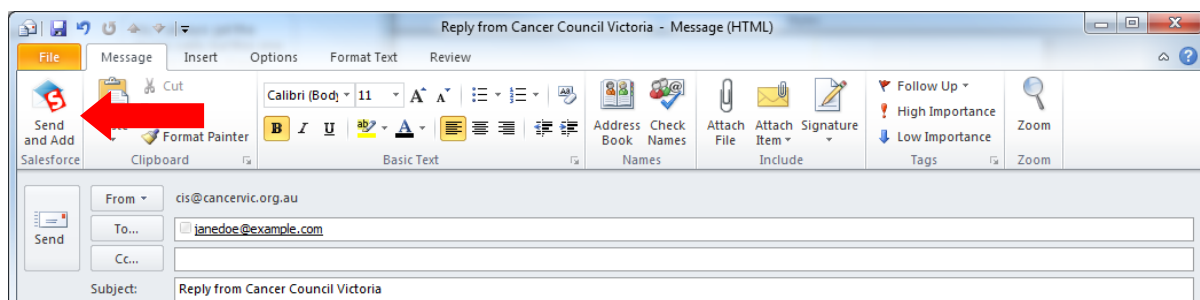 Reply from Cancer Council Victoria - Message (HTML)
File Message Insert Options Format Text Review
Cut
Format Painter
Calibri (Body 11
B I U
Send and Add
Salesforce
Clipboard
Basic Text
Address Book
Check Names
Names
Attach File
Attach Item
Signature
Include
Follow Up
High Importance
Low Importance
Tags
Zoom
Zoom
Send
From
cis@cancervic.org.au
To...
janedoe@example.com
Cc...
Subject:
Reply from Cancer Council Victoria